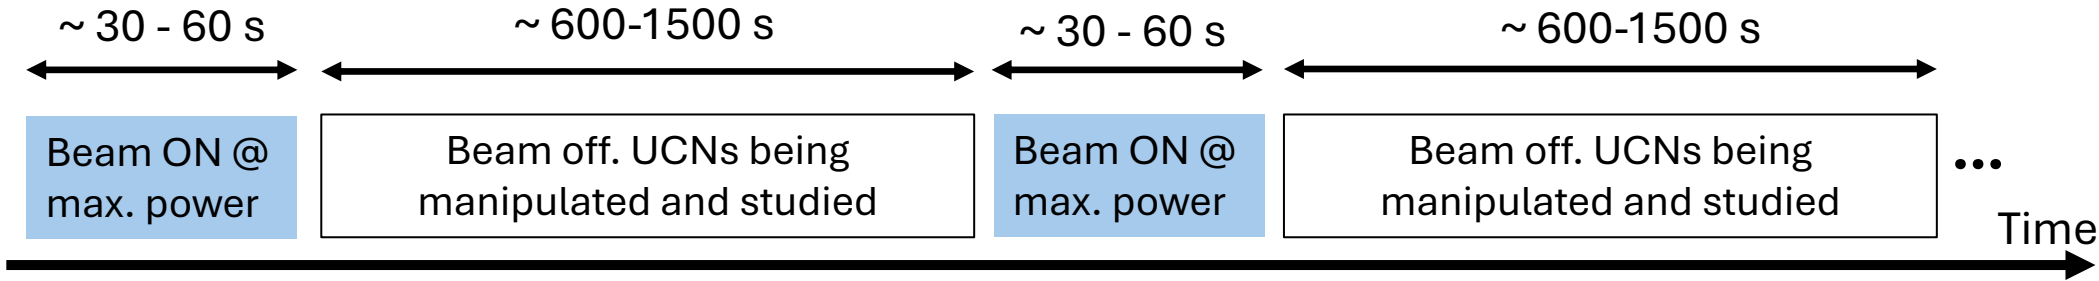 ~ 30 - 60 s
~ 600-1500 s
~ 30 - 60 s
~ 600-1500 s
Beam ON @
max. power
Beam off. UCNs being
manipulated and studied
Beam ON @
max. power
Beam off. UCNs being
manipulated and studied
...
Time